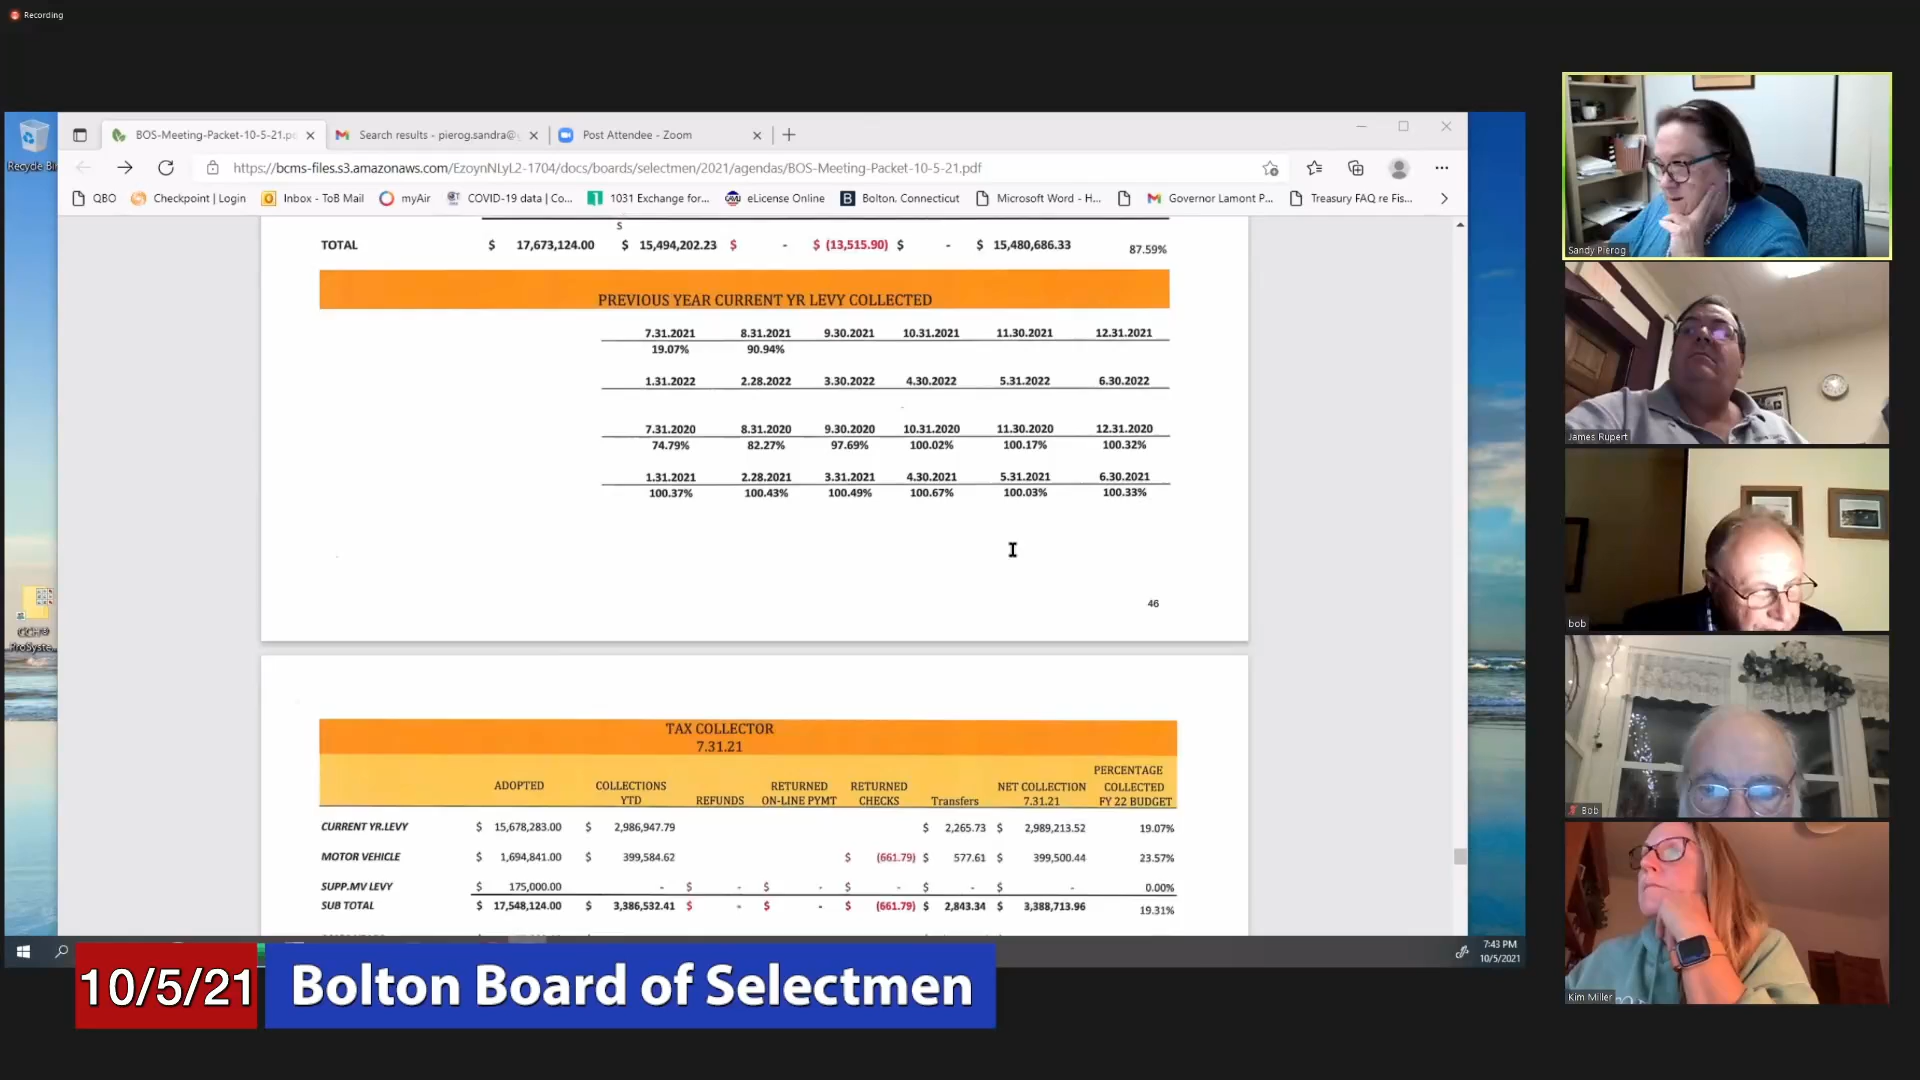 Recording
BOS-Meeting-Packet-10-5-21.p
Search results - pierog.sandra@
Post Attendee - Zoom
https://bcms-files.s3.amazonaws.com/EzoynNLyL2-1704/docs/boards/selectmen/2021/agendas/BOS-Meeting-Packet-10-5-21.pdf
QBO Checkpoint | Login Inbox - ToB Mail myAir COVID-19 data | Co... 1031 Exchange for... eLicense Online Bolton, Connecticut Microsoft Word - H... Governor Lamont P... Treasury FAQ re Fis...
Recycle Bi
$
TOTAL $ 17,673,124.00 $ 15,494,202.23 $ - $ (13,515.90) $ - $ 15,480,686.33 87.59%
PREVIOUS YEAR CURRENT YR LEVY COLLECTED
7.31.2021 8.31.2021 9.30.2021 10.31.2021 11.30.2021 12.31.2021
19.07% 90.94%
1.31.2022 2.28.2022 3.30.2022 4.30.2022 5.31.2022 6.30.2022
7.31.2020 8.31.2020 9.30.2020 10.31.2020 11.30.2020 12.31.2020
74.79% 82.27% 97.69% 100.02% 100.17% 100.32%
1.31.2021 2.28.2021 3.31.2021 4.30.2021 5.31.2021 6.30.2021
100.37% 100.43% 100.49% 100.67% 100.03% 100.33%
46
TAX COLLECTOR
7.31.21
PERCENTAGE
ADOPTED COLLECTIONS RETURNED RETURNED NET COLLECTION COLLECTED
YTD REFUNDS ON-LINE PYMT CHECKS Transfers 7.31.21 FY 22 BUDGET
CURRENT YR.LEVY $ 15,678,283.00 $ 2,986,947.79 $ 2,265.73 $ 2,989,213.52 19.07%
MOTOR VEHICLE $ 1,694,841.00 $ 399,584.62 $ (661.79) $ 577.61 $ 399,500.44 23.57%
SUPP.MV LEVY $ 175,000.00 - $ - $ - $ - $ - $ - 0.00%
SUB TOTAL $ 17,548,124.00 $ 3,386,532.41 $ - $ - $ (661.79) $ 2,843.34 $ 3,388,713.96 19.31%
CCH®
ProSyste...
7:43 PM
10/5/2021
10/5/21
Bolton Board of Selectmen
Sandy Pierog
James Rupert
bob
Bob
Kim Miller